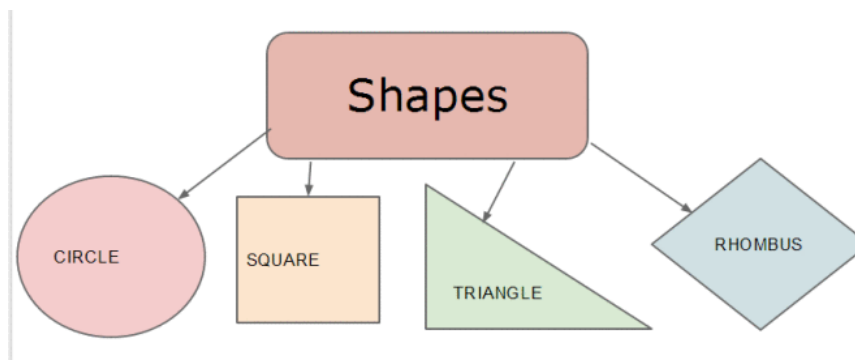 Shapes
CIRCLE
SQUARE
TRIANGLE
RHOMBUS